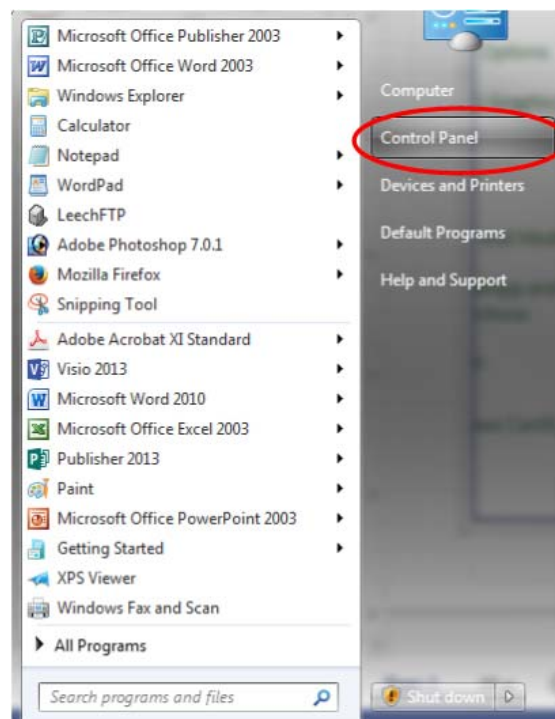 Microsoft Office Publisher 2003
Microsoft Office Word 2003
Windows Explorer
Calculator
Notepad
WordPad
LeechFTP
Adobe Photoshop 7.0.1
Mozilla Firefox
Snipping Tool
Adobe Acrobat XI Standard
Visio 2013
Microsoft Word 2010
Microsoft Office Excel 2003
Publisher 2013
Paint
Microsoft Office PowerPoint 2003
Getting Started
XPS Viewer
Windows Fax and Scan
All Programs
Search programs and files
Computer
Control Panel
Devices and Printers
Default Programs
Help and Support
Shut down